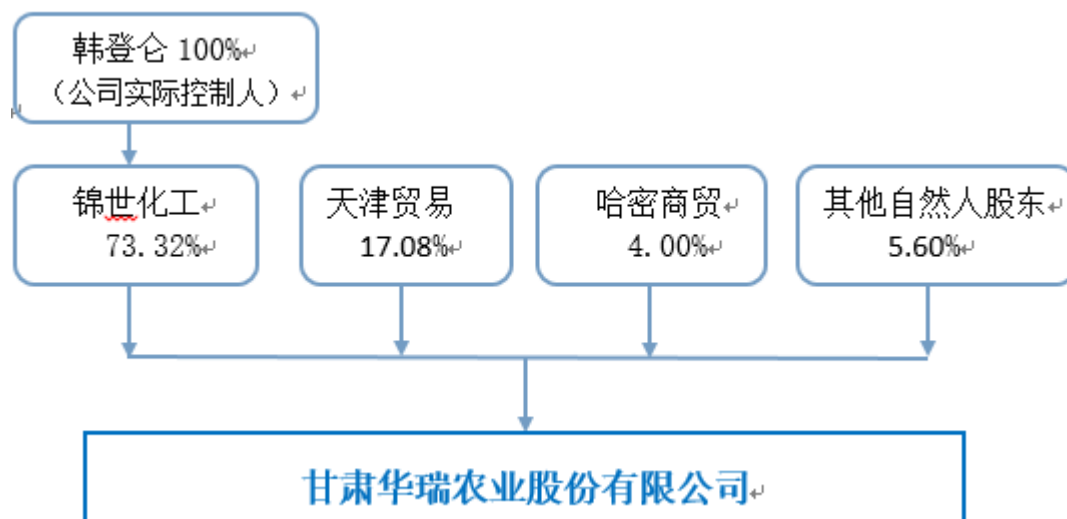 韩登仑 100%
（公司实际控制人）
锦世化工
73.32%
天津贸易
17.08%
哈密商贸
4.00%
其他自然人股东
5.60%
甘肃华瑞农业股份有限公司